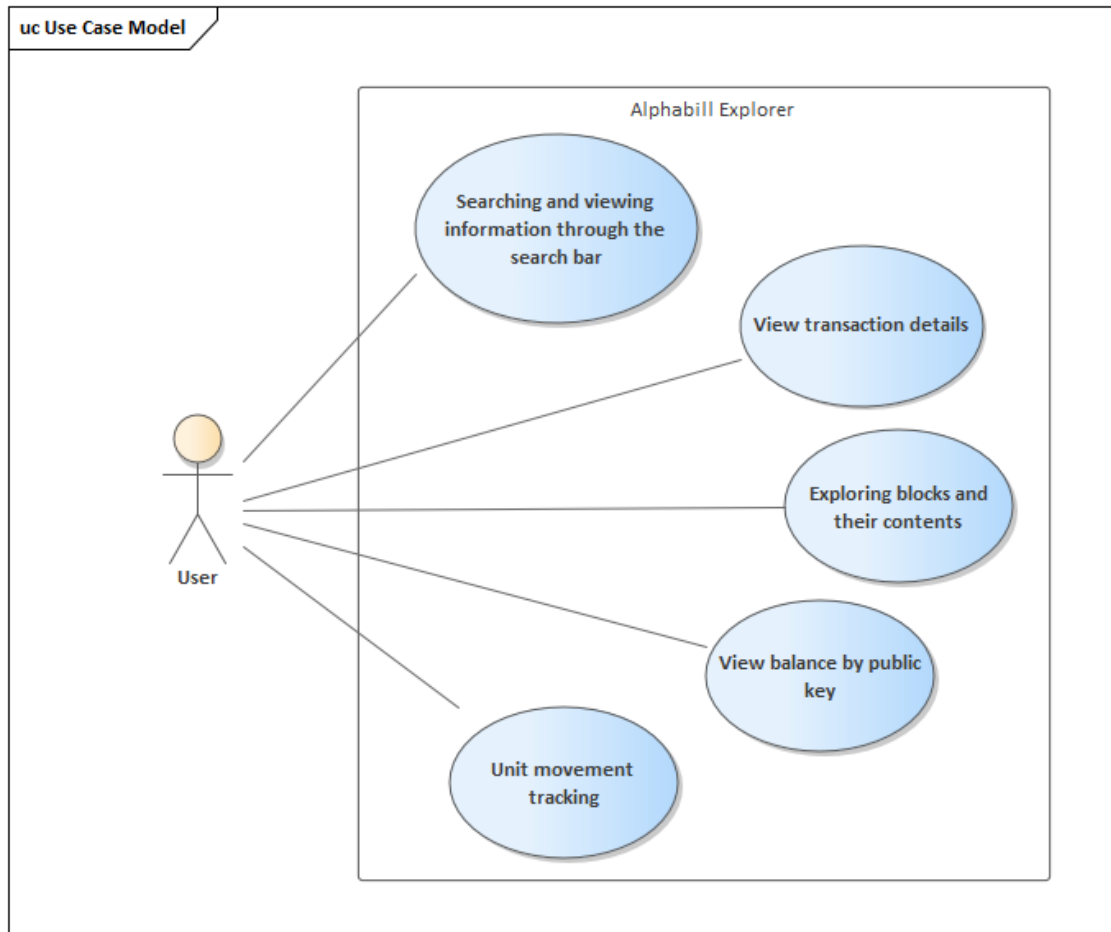 uc Use Case Model
Alphabill Explorer
Searching and viewing
information through the
search bar
View transaction details
Exploring blocks and
their contents
User
View balance by public
key
Unit movement
tracking